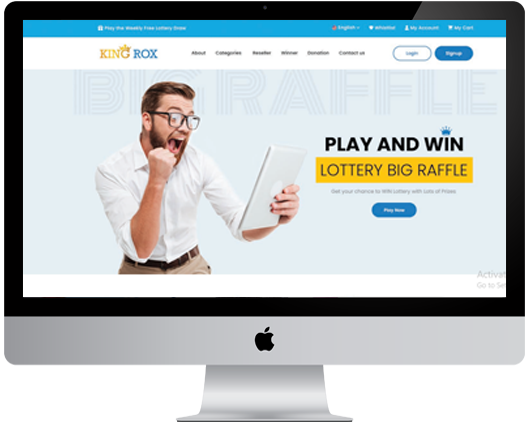 Play the Weekly Free Lottery Draw
English
Whishlist
My Account
My Cart
KING ROX
About
Categories
Reseller
Winner
Donation
Contact us
Login
Signup
BIG RAFFLE
PLAY AND WIN
LOTTERY BIG RAFFLE
Get your chance to WIN Lottery with Lots of Prizes
Play Now
Activat
Go to Se